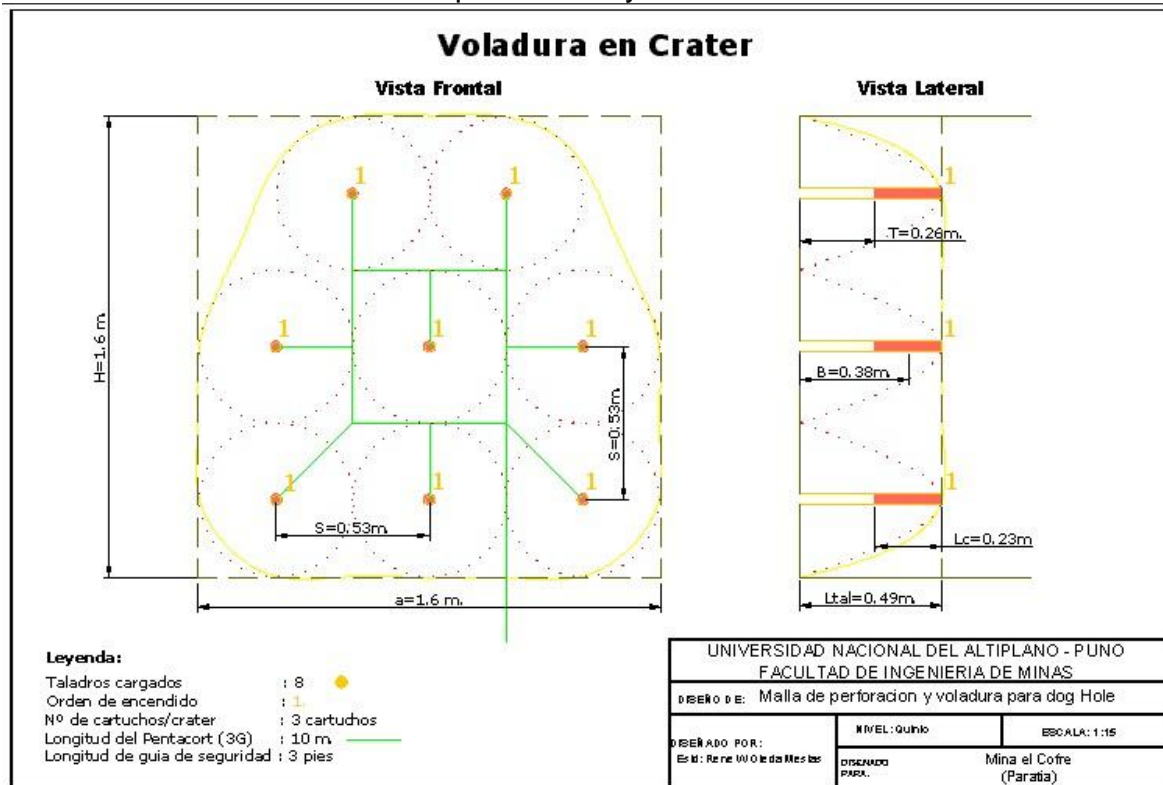 Voladura en Crater
Vista Frontal
Vista Lateral
1
1
1
T=0.26m.
H=1.6 m.
1
1
1
1
B=0.38m.
S=0.53m.
1
1
1
1
S=0.53m.
Lc=0.23m
a=1.6 m.
Ltal=0.49m.
Leyenda:
Taladros cargados : 8
Orden de encendido : 1.
Nº de cartuchos/crater : 3 cartuchos
Longitud del Pentacort (3G) : 10 m.
Longitud de guia de seguridad : 3 pies
UNIVERSIDAD NACIONAL DEL ALTIPLANO - PUNO
FACULTAD DE INGENIERIA DE MINAS
DISEÑO DE: Malla de perforacion y voladura para dog Hole
DISEÑADO POR:
Est: Rene W
NIVEL: Quinio
ESCALA: 1:15
DISEÑADO PARA.
Mina el Cofre
(Paratia)